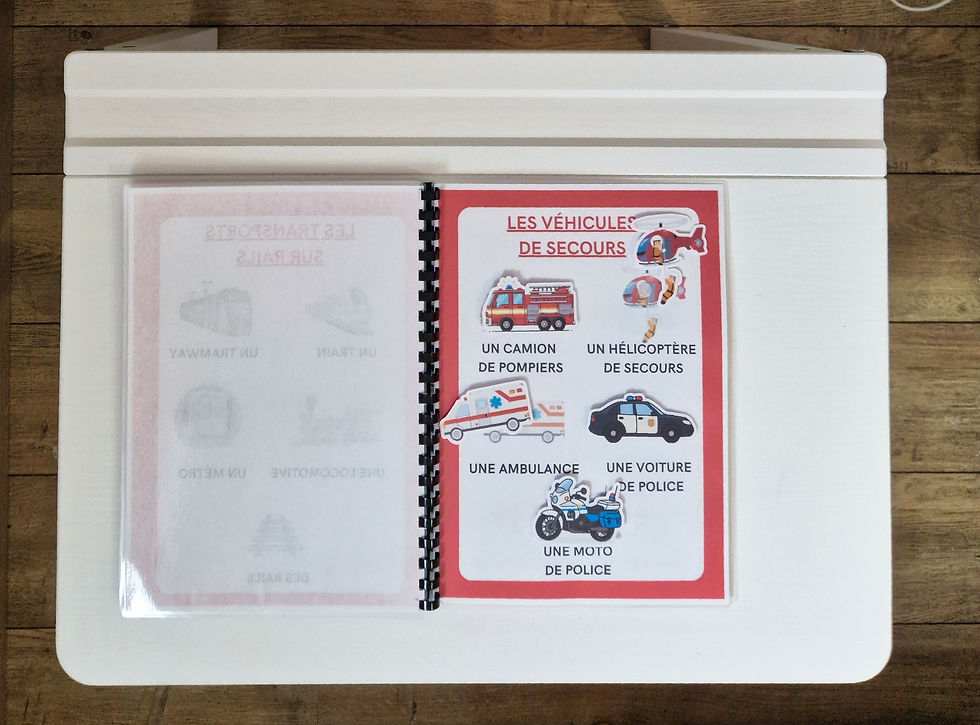 LES TRANSPORTS
SUR RAILS
UN TRAMWAY
UN TRAIN
UN MÉTRO
UNE LOCOMOTIVE
DES RAILS
LES VÉHICULES
DE SECOURS
UN CAMION
DE POMPIERS
UN HÉLICOPTÈRE
DE SECOURS
UNE AMBULANCE
UNE VOITURE
DE POLICE
UNE MOTO
DE POLICE